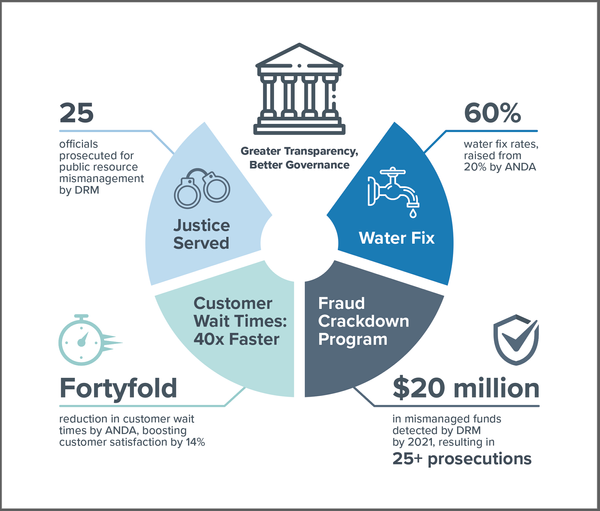 Greater Transparency,
Better Governance
25
officials
prosecuted for
public resource
mismanagement
by DRM
Justice
Served
60%
water fix rates,
raised from
20% by ANDA
Water Fix
Customer
Wait Times:
40x Faster
Fortyfold
reduction in customer wait
times by ANDA, boosting
customer satisfaction by 14%
Fraud
Crackdown
Program
$20 million
in mismanaged funds
detected by DRM
by 2021, resulting in
25+ prosecutions